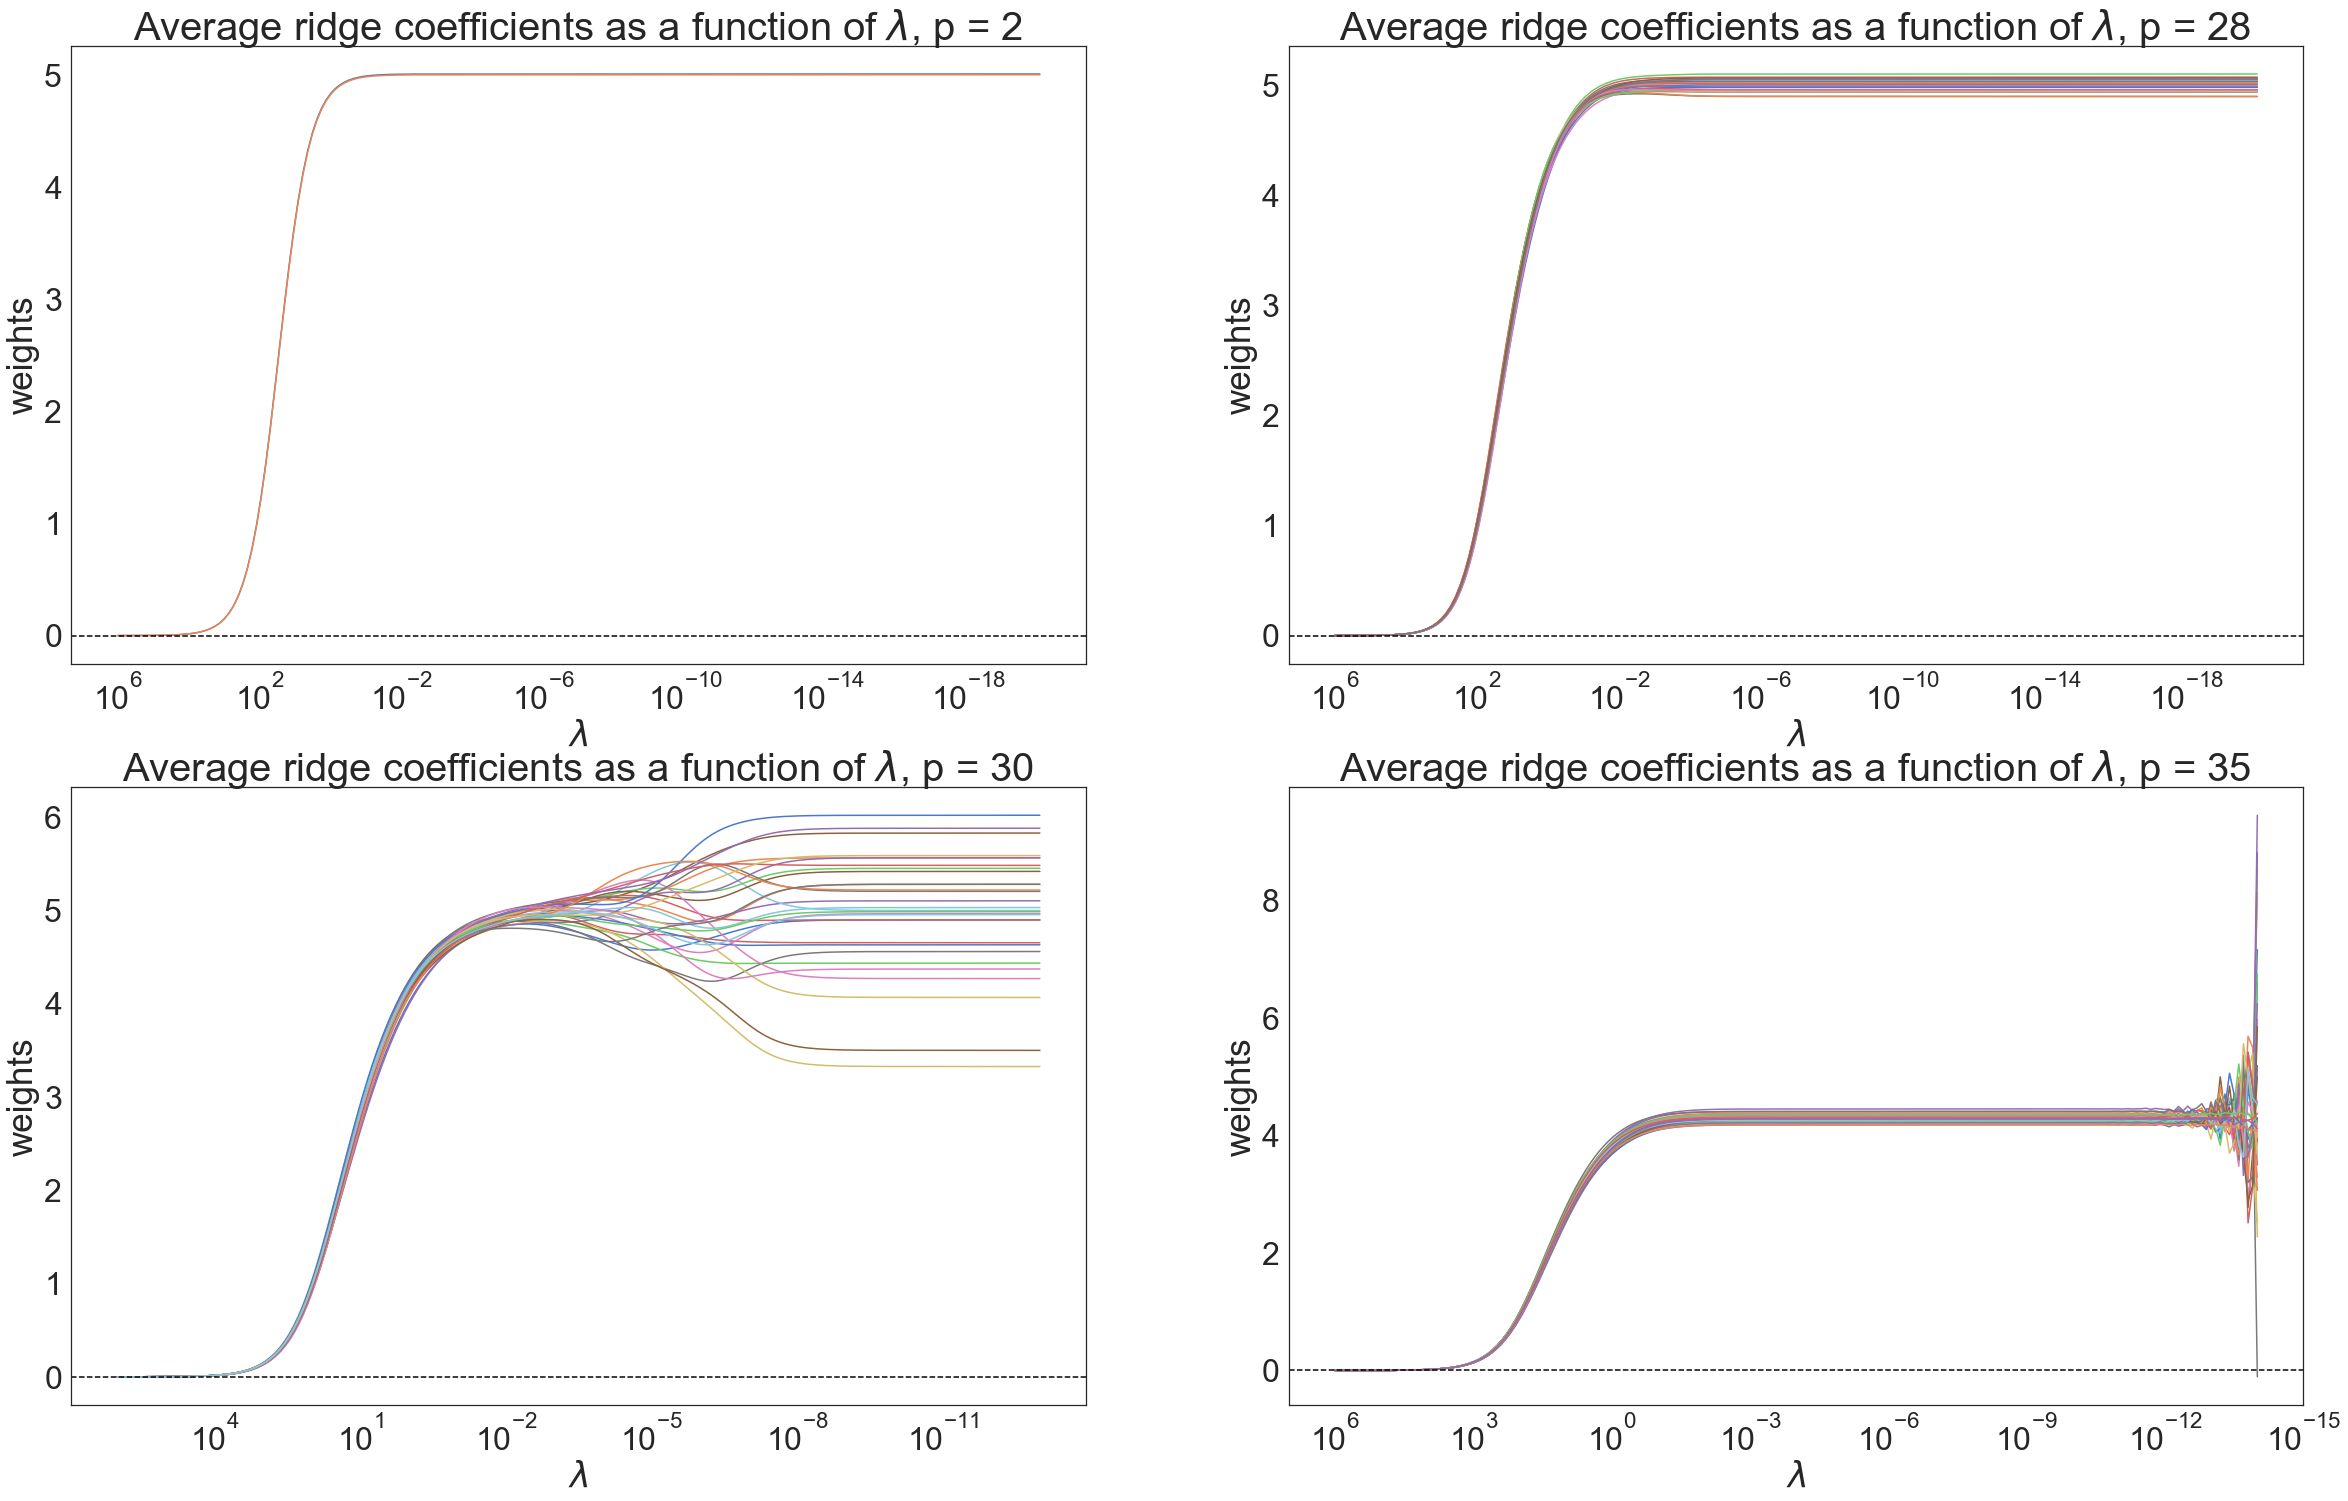 Average ridge coefficients as a function of λ, p = 2
weights
5
4
3
2
1
0
10^6 10^2 10^−2 10^−6 10^−10 10^−14 10^−18
λ
Average ridge coefficients as a function of λ, p = 28
weights
5
4
3
2
1
0
10^6 10^2 10^−2 10^−6 10^−10 10^−14 10^−18
λ
Average ridge coefficients as a function of λ, p = 30
weights
6
5
4
3
2
1
0
10^4 10^1 10^−2 10^−5 10^−8 10^−11
λ
Average ridge coefficients as a function of λ, p = 35
weights
8
6
4
2
0
10^6 10^3 10^0 10^−3 10^−6 10^−9 10^−12 10^−15
λ